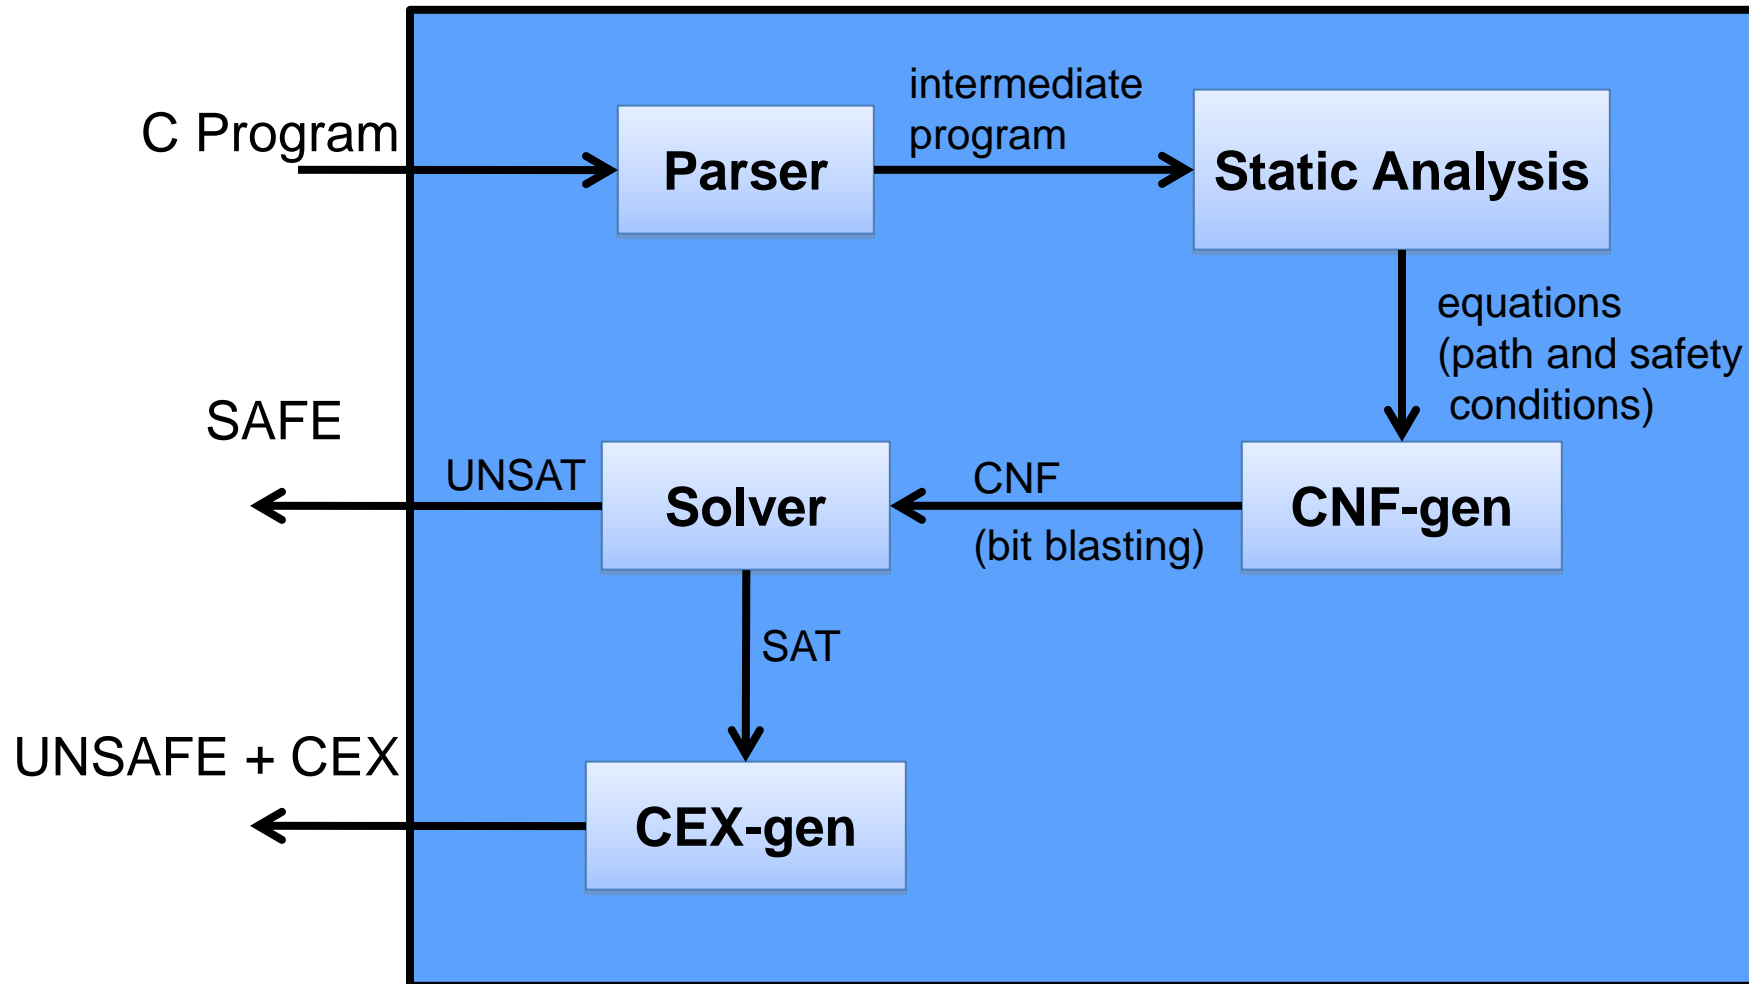 C Program
Parser
intermediate
program
Static Analysis
equations
(path and safety
conditions)
SAFE
UNSAT
Solver
CNF
(bit blasting)
CNF-gen
SAT
UNSAFE + CEX
CEX-gen